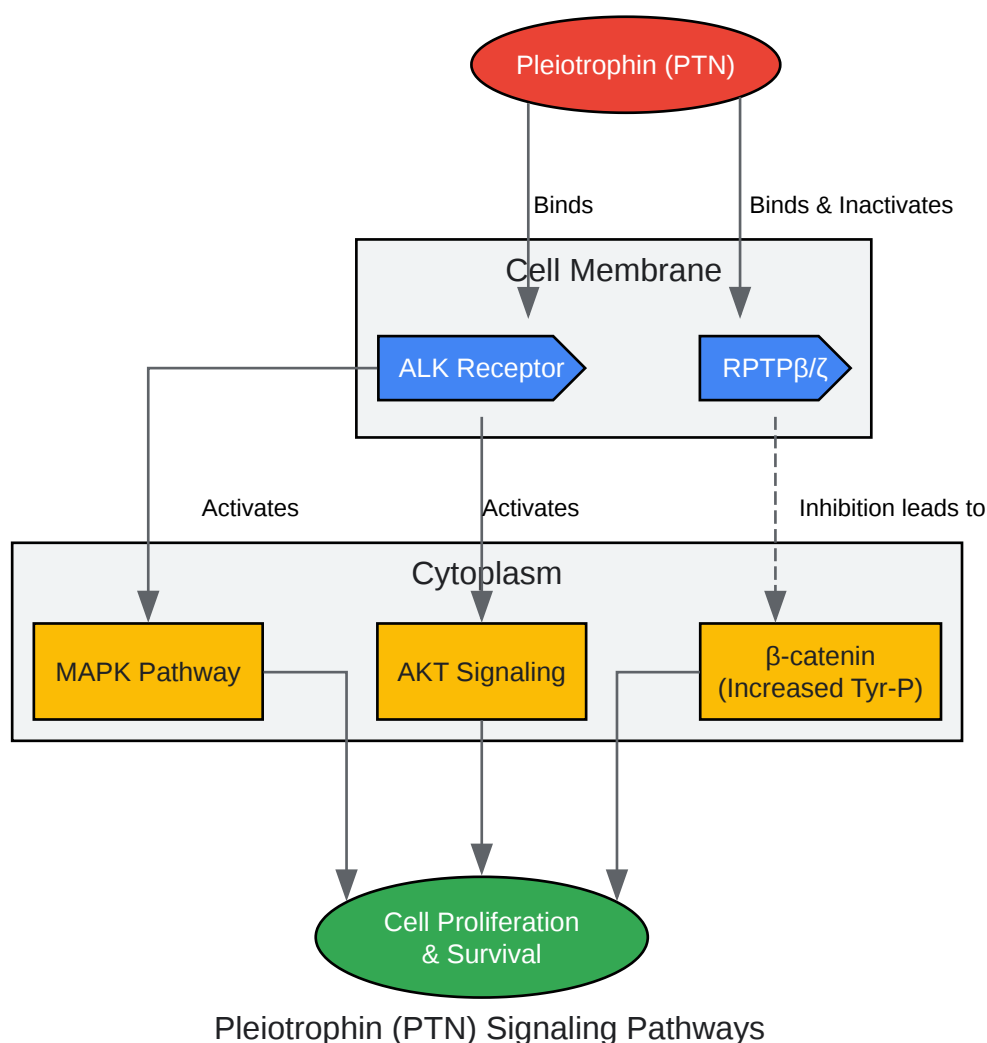 Pleiotrophin (PTN)
Binds
Binds & Inactivates
Cell Membrane
ALK Receptor
RPTPβ/ζ
Activates
Activates
Inhibition leads to
Cytoplasm
MAPK Pathway
AKT Signaling
β-catenin
(Increased Tyr-P)
Cell Proliferation
& Survival
Pleiotrophin (PTN) Signaling Pathways